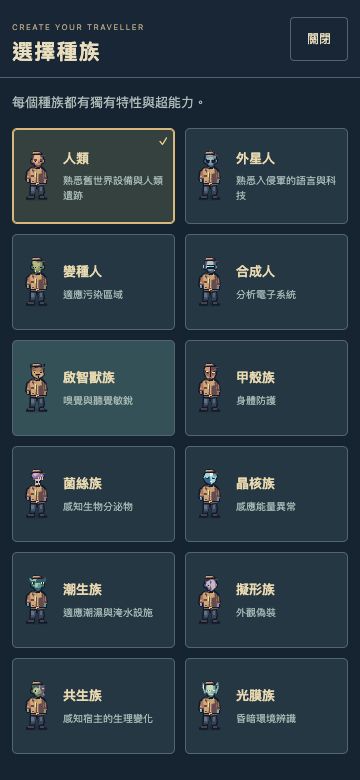 CREATE YOUR TRAVELLER
選擇種族
關閉
每個種族都有獨有特性與超能力。
人類
熟悉舊世界設備與人類
遺跡
外星人
熟悉入侵軍的語言與科
技
變種人
適應污染區域
合成人
分析電子系統
啟智獸族
嗅覺與聽覺敏銳
甲殼族
身體防護
菌絲族
感知生物分泌物
晶核族
感應能量異常
潮生族
適應潮濕與淹水設施
擬形族
外觀偽裝
共生族
感知宿主的生理變化
光膜族
昏暗環境辨識